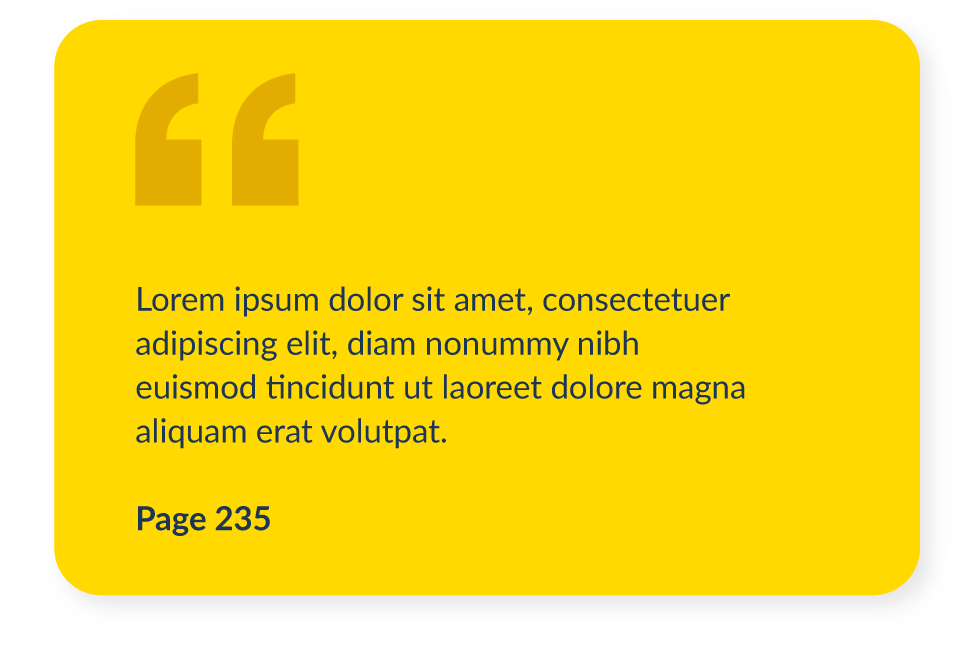 Lorem ipsum dolor sit amet, consectetuer
adipiscing elit, diam nonummy nibh
euismod tincidunt ut laoreet dolore magna
aliquam erat volutpat.
Page 235